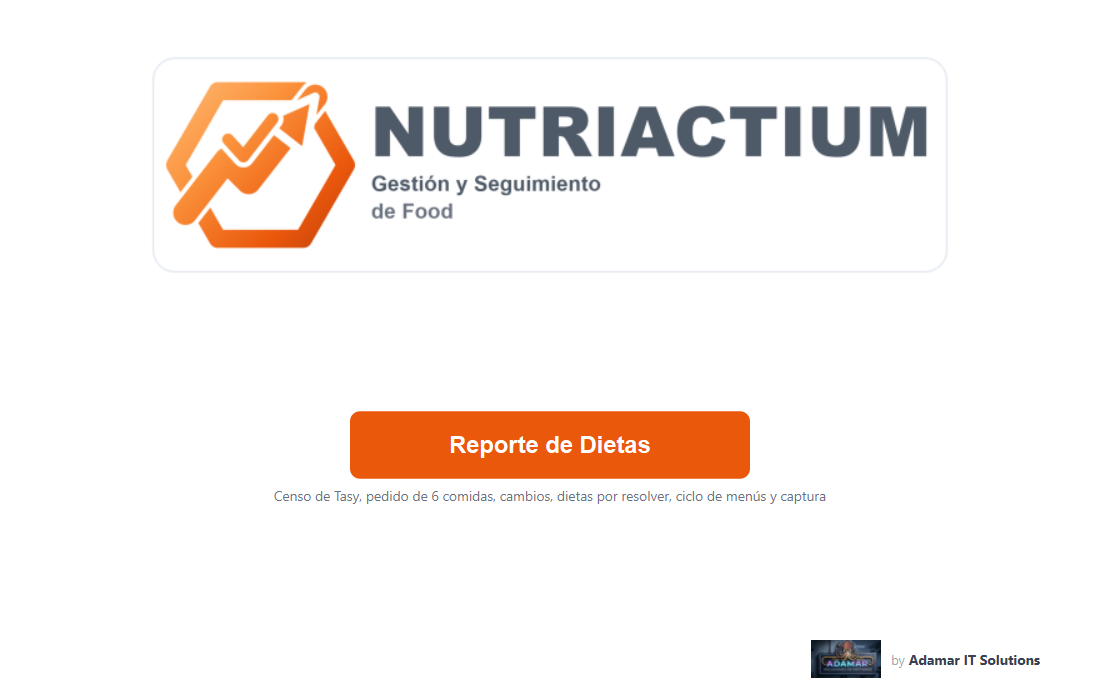 NUTRIACTIUM
Gestión y Seguimiento
de Food
Reporte de Dietas
Censo de Tasy, pedido de 6 comidas, cambios, dietas por resolver, ciclo de menús y captura
ADAMAR
by Adamar IT Solutions